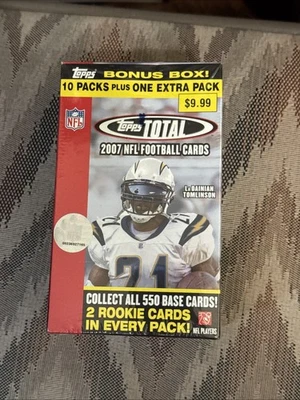 Topps BONUS BOX!
10 PACKS PLUS ONE EXTRA PACK
$9.99
NFL
Topps TOTAL
2007 NFL FOOTBALL CARDS
LaDAINIAN
TOMLINSON
21
COLLECT ALL 550 BASE CARDS!
2 ROOKIE CARDS
IN EVERY PACK!
NFL PLAYERS